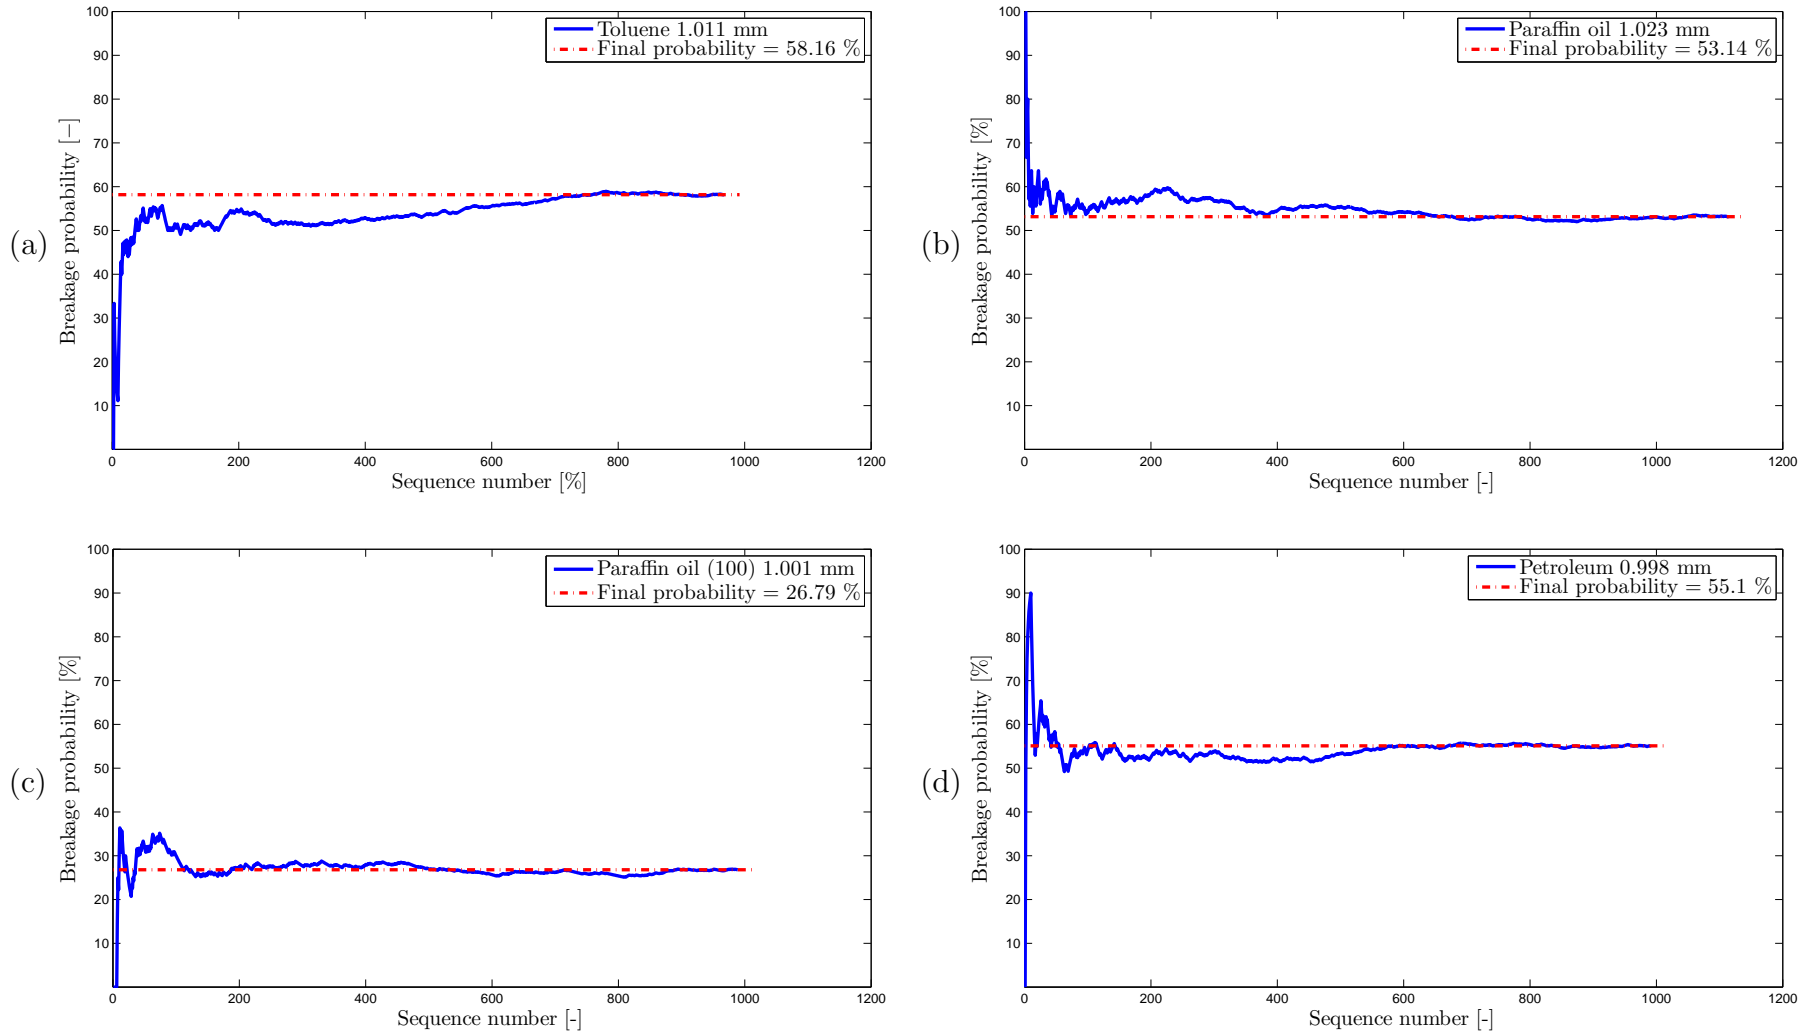 (a)
Breakage probability [−]
100
90
80
70
60
50
40
30
20
10
Toluene 1.011 mm
Final probability = 58.16 %
0 200 400 600 800 1000 1200
Sequence number [%]
(b)
Breakage probability [%]
100
90
80
70
60
50
40
30
20
10
Paraffin oil 1.023 mm
Final probability = 53.14 %
0 200 400 600 800 1000 1200
Sequence number [-]
(c)
Breakage probability [%]
100
90
80
70
60
50
40
30
20
10
Paraffin oil (100) 1.001 mm
Final probability = 26.79 %
0 200 400 600 800 1000 1200
Sequence number [-]
(d)
Breakage probability [%]
100
90
80
70
60
50
40
30
20
10
Petroleum 0.998 mm
Final probability = 55.1 %
0 200 400 600 800 1000 1200
Sequence number [-]